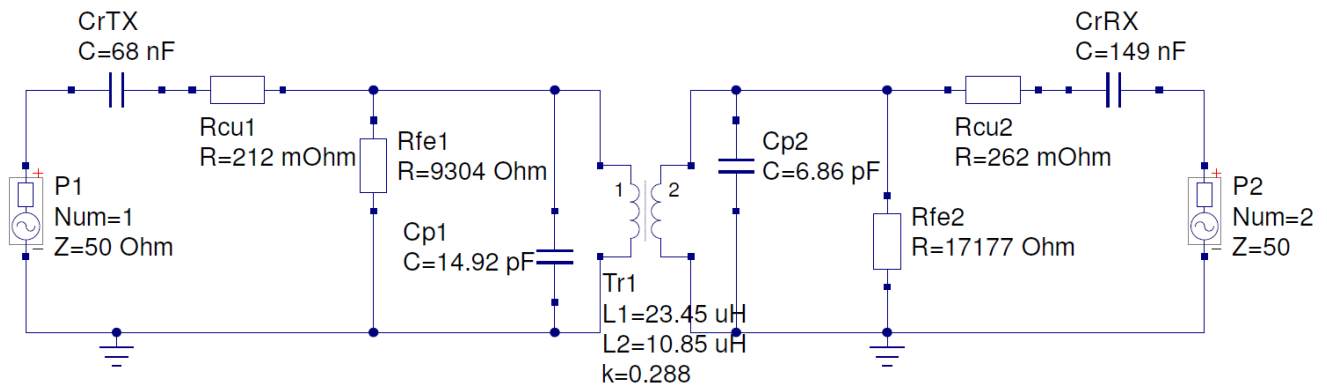 CrTX
C=68 nF
Rcu1
R=212 mOhm
Rfe1
R=9304 Ohm
P1
Num=1
Z=50 Ohm
+
−
Cp1
C=14.92 pF
1
2
Tr1
L1=23.45 uH
L2=10.85 uH
k=0.288
Cp2
C=6.86 pF
Rfe2
R=17177 Ohm
Rcu2
R=262 mOhm
CrRX
C=149 nF
+
−
P2
Num=2
Z=50